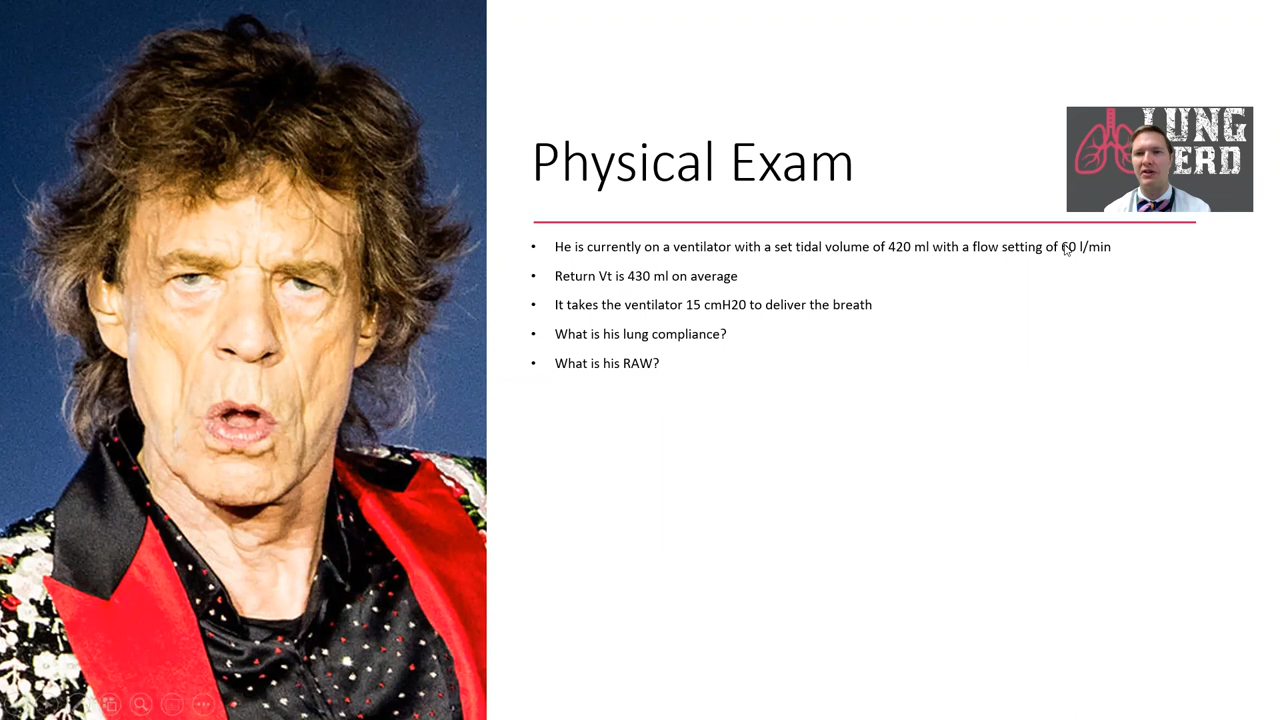 LUNG
ERD
Physical Exam
• He is currently on a ventilator with a set tidal volume of 420 ml with a flow setting of 60 l/min
• Return Vt is 430 ml on average
• It takes the ventilator 15 cmH20 to deliver the breath
• What is his lung compliance?
• What is his RAW?